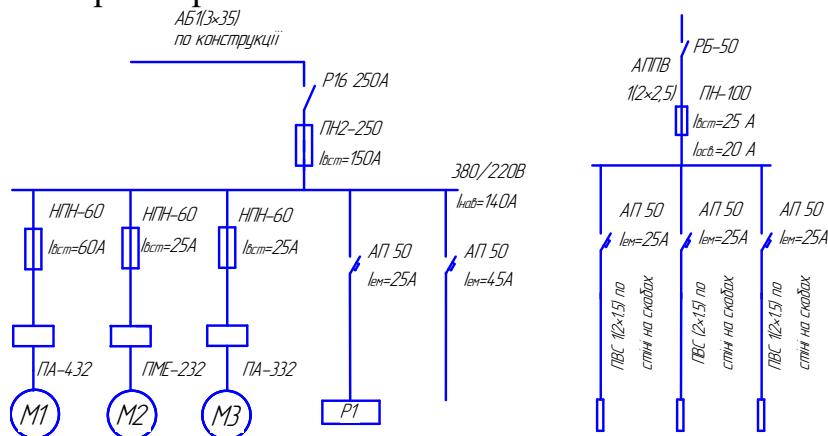 АБ1(3×35)
по конструкції
Р16 250А
ПН2-250
Iвст=150А
380/220В
Iнав=140А
НПН-60
Iвст=60А
НПН-60
Iвст=25А
НПН-60
Iвст=25А
АП 50
Iем=25А
АП 50
Iем=45А
ПА-432
ПМЕ-232
ПА-332
М1
М2
М3
Р1
РБ-50
АППВ
1(2×2,5)
ПН-100
Iвст=25 А
Iосв.=20 А
АП 50
Iем=25А
АП 50
Iем=25А
АП 50
Iем=25А
ПВС 1(2×1.5) по
стіні на скобах
ПВС (2×1.5) по
стіні на скобах
ПВС 1(2×1.5) по
стіні на скобах